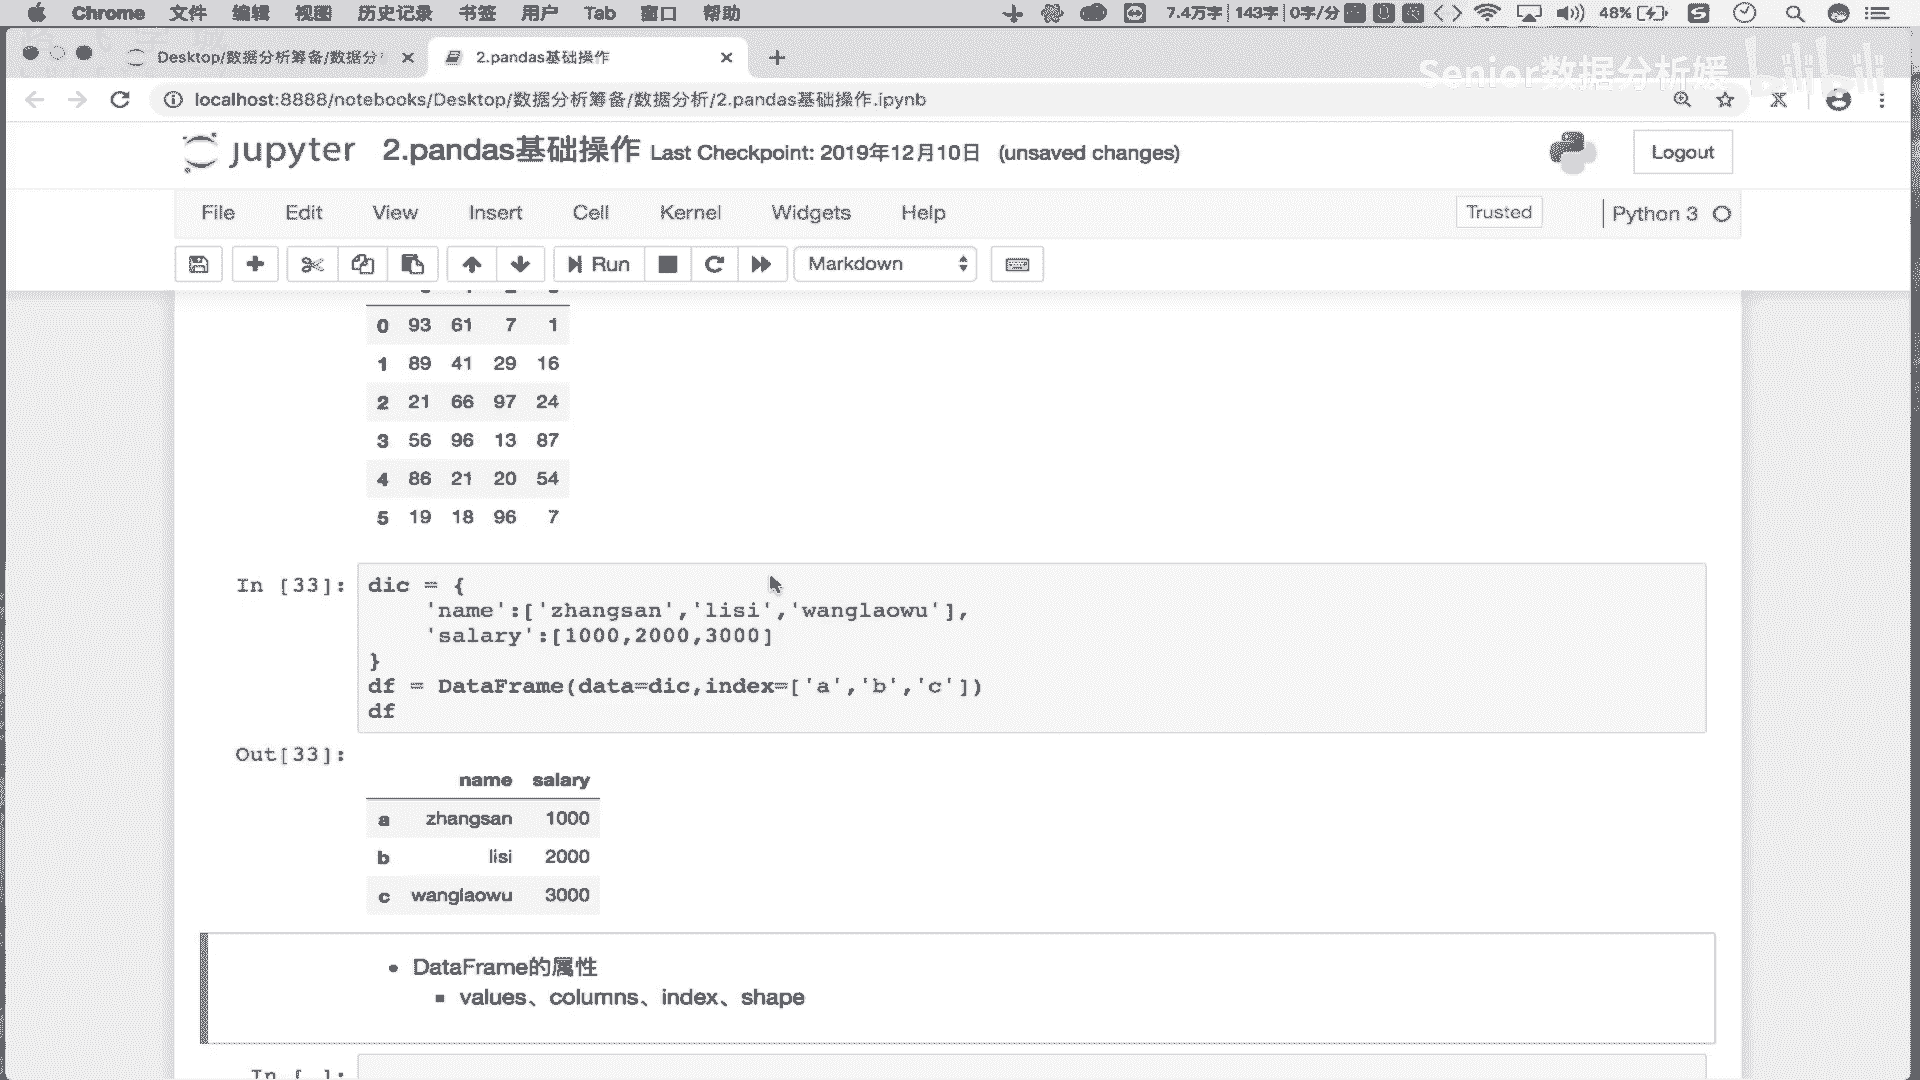 Chrome 文件 编辑 视图 历史记录 书签 用户 Tab 窗口 帮助 7.4万字 143字 0字/分 48%
Desktop/数据分析筹备/数据分 2.pandas基础操作
Senior数据分析媛 bilibili
localhost:8888/notebooks/Desktop/数据分析筹备/数据分析/2.pandas基础操作.ipynb
jupyter 2.pandas基础操作 Last Checkpoint: 2019年12月10日 (unsaved changes) Logout
File Edit View Insert Cell Kernel Widgets Help Trusted Python 3
Run Markdown
0 93 61 7 1
1 89 41 29 16
2 21 66 97 24
3 56 96 13 87
4 86 21 20 54
5 19 18 96 7
In [33]: dic = {
'name':['zhangsan','lisi','wanglaowu'],
'salary':[1000,2000,3000]
}
df = DataFrame(data=dic,index=['a','b','c'])
df
Out[33]:
name salary
a zhangsan 1000
b lisi 2000
c wanglaowu 3000
DataFrame的属性
values、columns、index、shape
In [ ]: